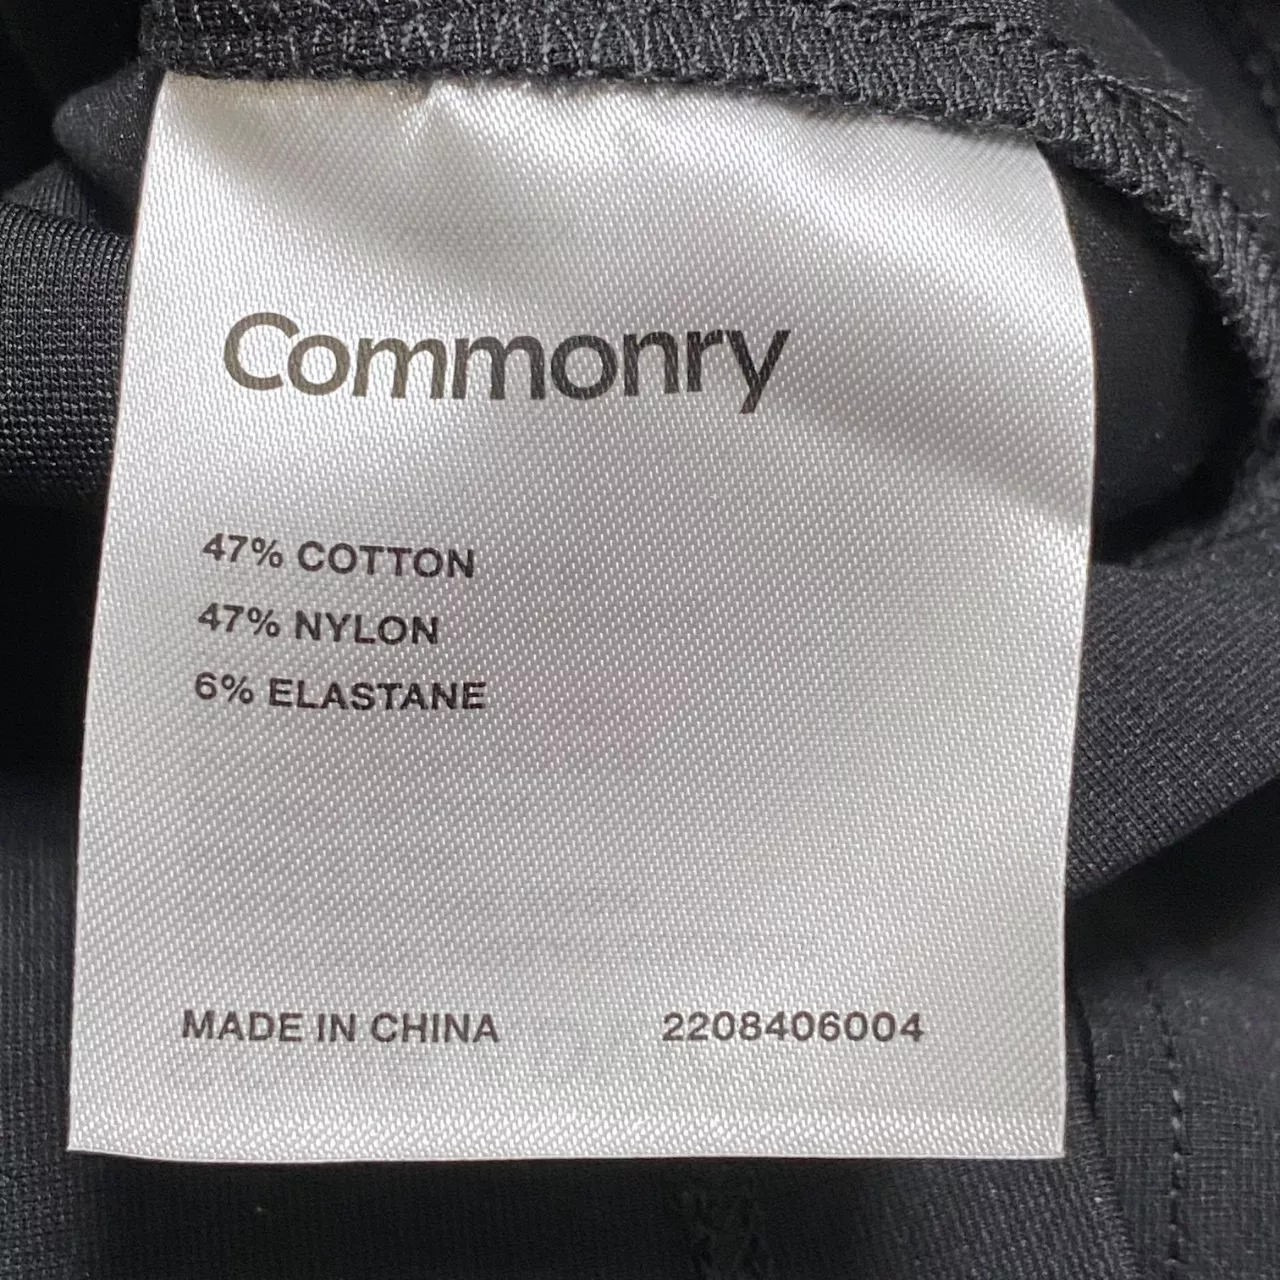 Commonry
47% COTTON
47% NYLON
6% ELASTANE
MADE IN CHINA 2208406004